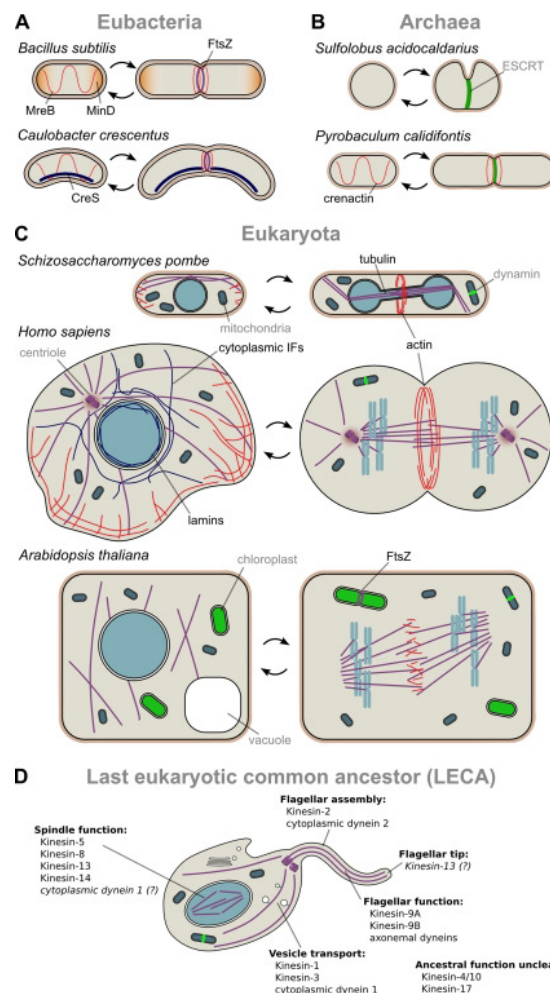 A
Eubacteria
Bacillus subtilis
FtsZ
MreB
MinD
Caulobacter crescentus
CreS
B
Archaea
Sulfolobus acidocaldarius
ESCRT
Pyrobaculum calidifontis
crenactin
C
Eukaryota
Schizosaccharomyces pombe
tubulin
dynamin
mitochondria
Homo sapiens
cytoplasmic IFs
actin
centriole
lamins
Arabidopsis thaliana
chloroplast
FtsZ
vacuole
D
Last eukaryotic common ancestor (LECA)
Flagellar assembly:
Kinesin-2
cytoplasmic dynein 2
Spindle function:
Kinesin-5
Kinesin-8
Kinesin-13
Kinesin-14
cytoplasmic dynein 1 (?)
Flagellar tip:
Kinesin-13 (?)
Flagellar function:
Kinesin-9A
Kinesin-9B
axonemal dyneins
Vesicle transport:
Kinesin-1
Kinesin-3
cytoplasmic dynein 1
Ancestral function unclea
Kinesin-4/10
Kinesin-17